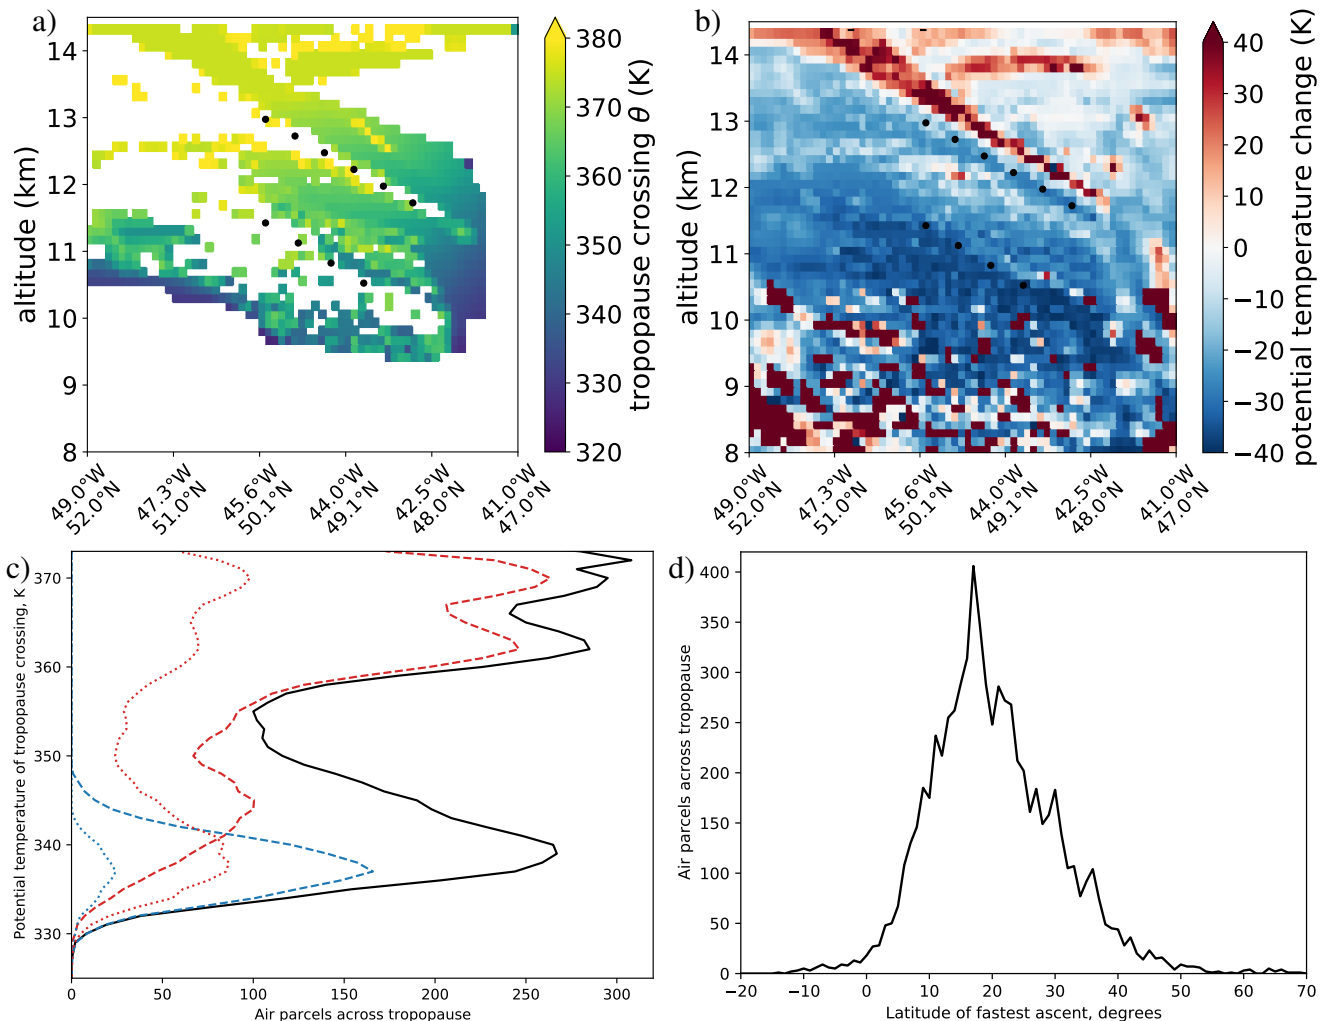 a)
14
13
12
11
10
9
8
altitude (km)
49.0°W
52.0°N
47.3°W
51.0°N
45.6°W
50.1°N
44.0°W
49.1°N
42.5°W
48.0°N
41.0°W
47.0°N
380
370
360
350
340
330
320
tropopause crossing θ (K)
b)
14
13
12
11
10
9
8
altitude (km)
49.0°W
52.0°N
47.3°W
51.0°N
45.6°W
50.1°N
44.0°W
49.1°N
42.5°W
48.0°N
41.0°W
47.0°N
40
30
20
10
0
−10
−20
−30
−40
potential temperature change (K)
c)
370
360
350
340
330
Potential temperature of tropopause crossing, K
0
50
100
150
200
250
300
Air parcels across tropopause
d)
400
350
300
250
200
150
100
50
0
Air parcels across tropopause
−20
−10
0
10
20
30
40
50
60
70
Latitude of fastest ascent, degrees